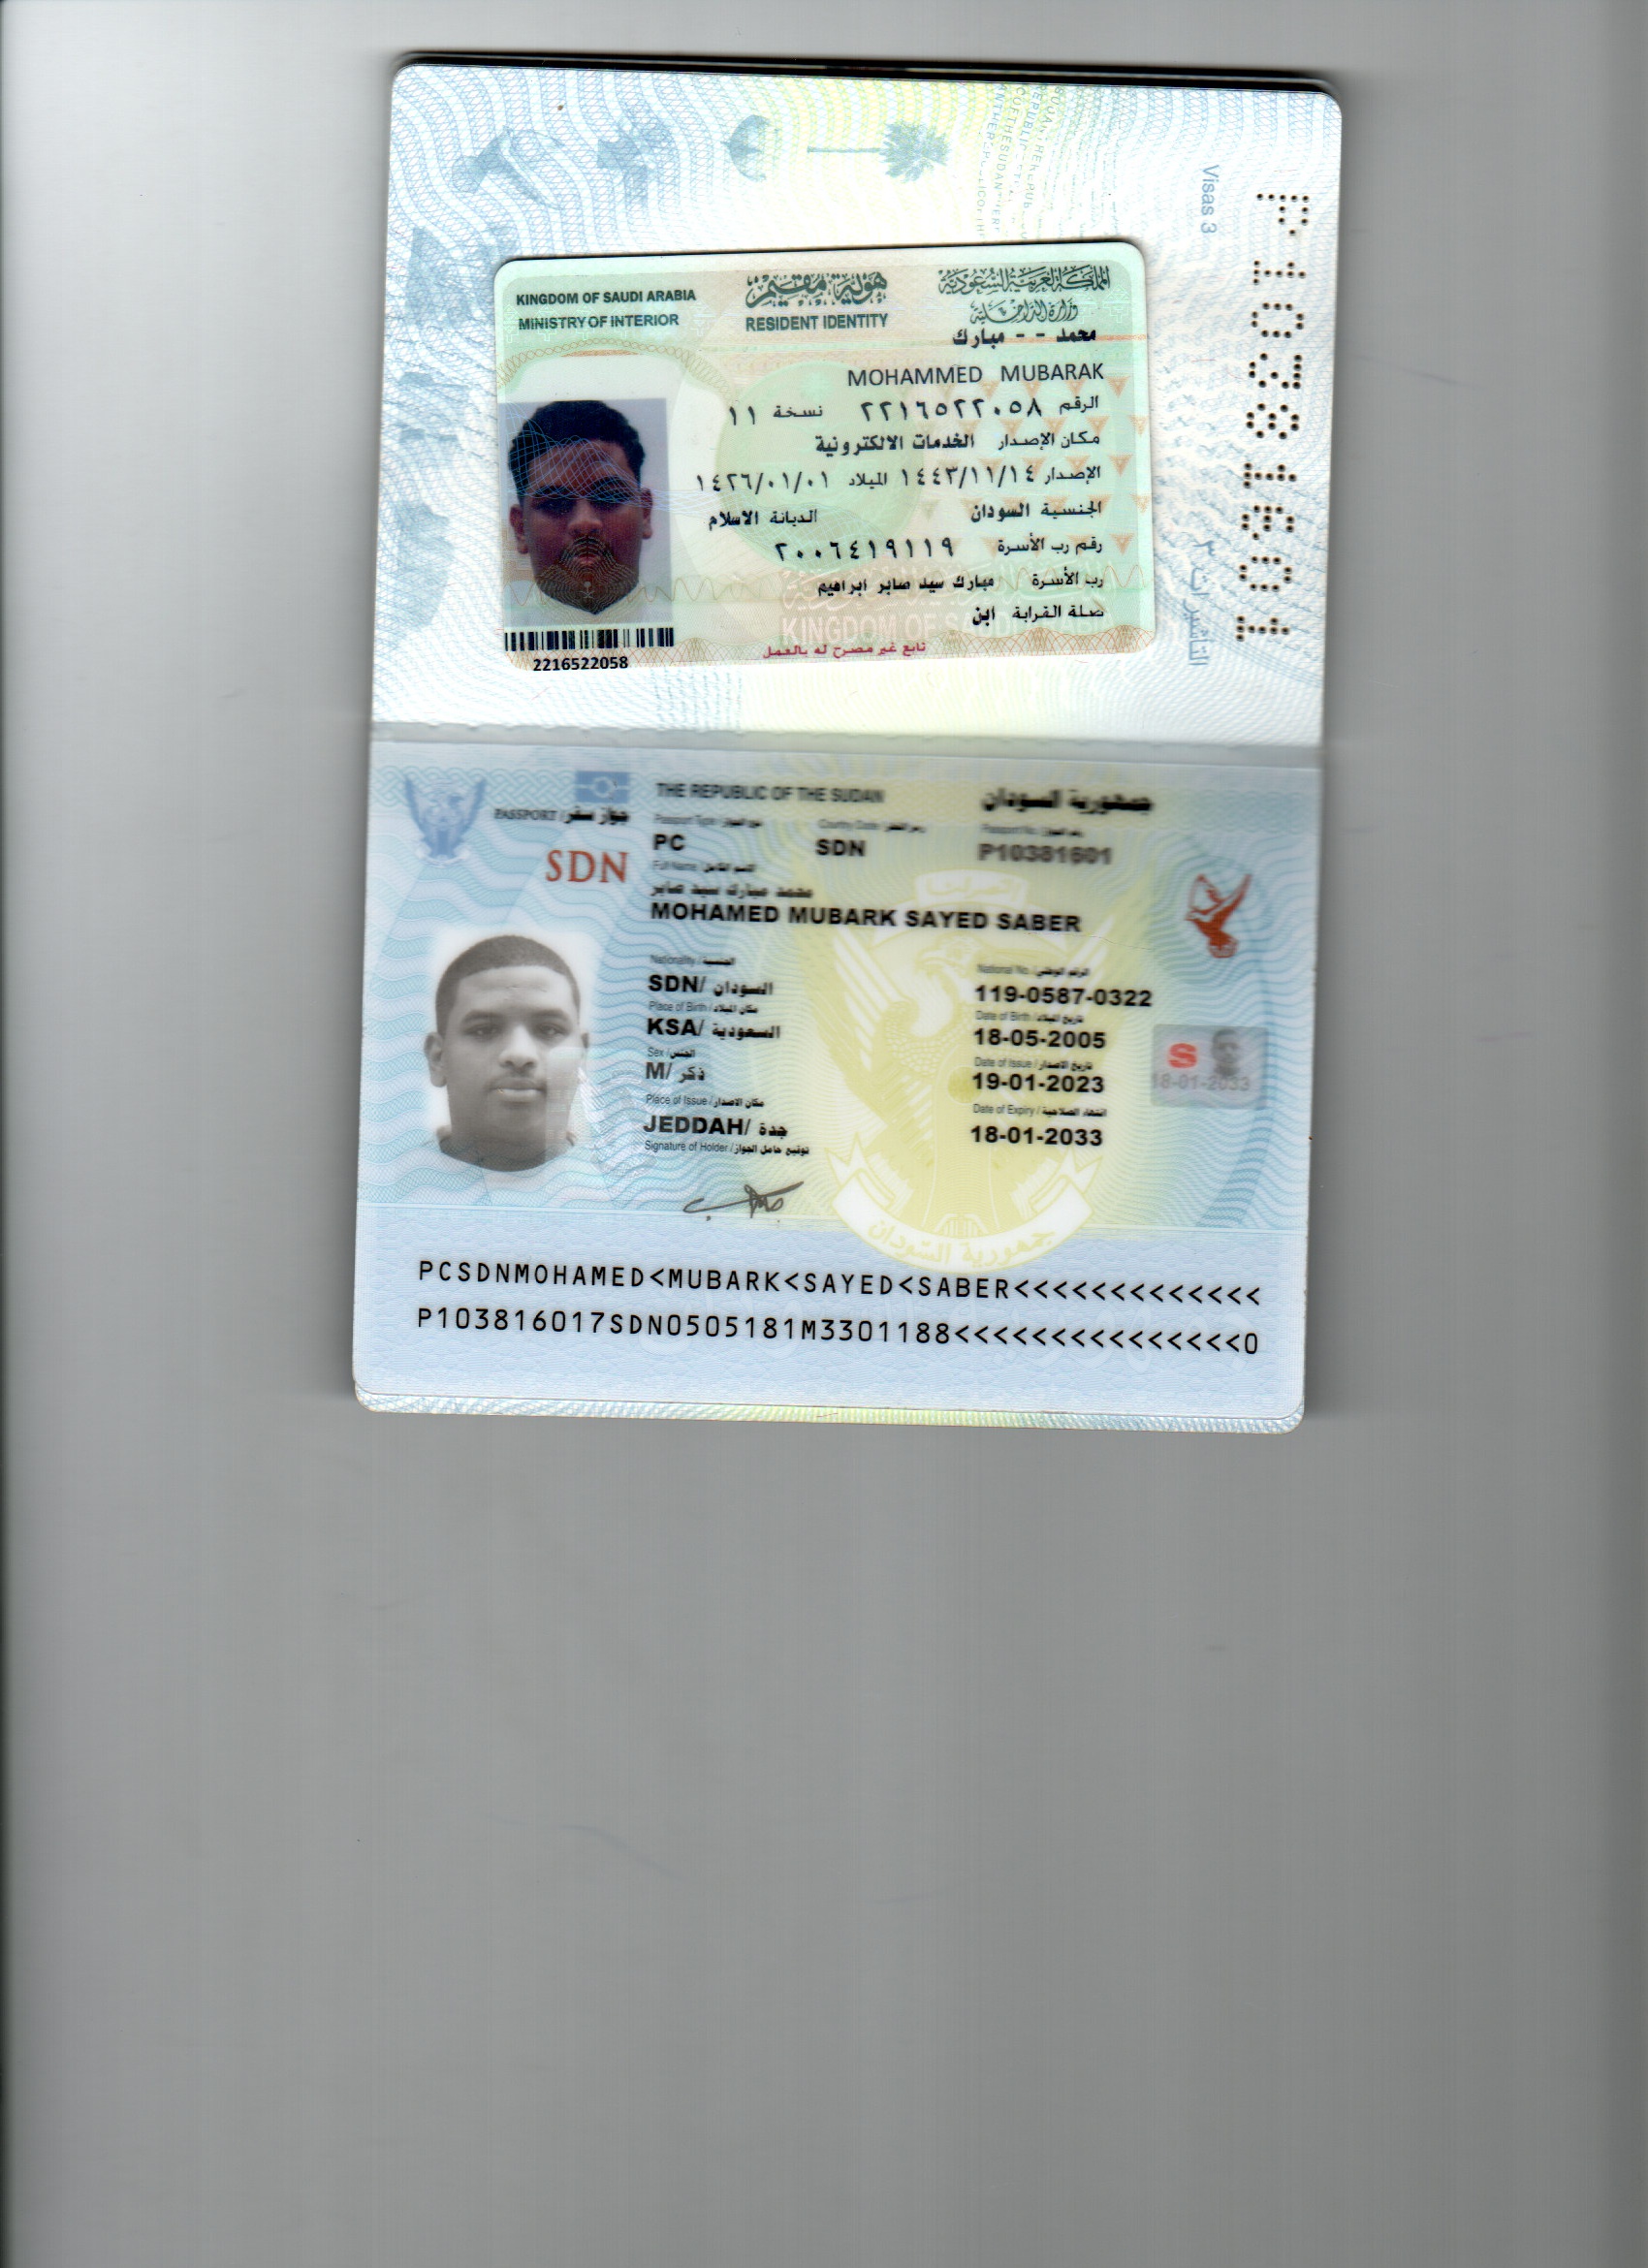 Visas 3
التأشيرات ٣
P10381601
KINGDOM OF SAUDI ARABIA
MINISTRY OF INTERIOR
هوية مقيم
RESIDENT IDENTITY
المملكة العربية السعودية
وزارة الداخلية
محمد - - مبارك
MOHAMMED MUBARAK
الرقم ٢٢١٦٥٢٢٠٥٨ نسخة ١١
مكان الإصدار الخدمات الالكترونية
الإصدار ١٤٤٣/١١/١٤ الميلاد ١٤٢٦/٠١/٠١
الجنسية السودان الديانة الاسلام
رقم رب الأسرة ٢٠٠٦٤١٩١١٩
رب الأسرة مبارك سيد صابر ابراهيم
صلة القرابة ابن
KINGDOM OF SAUDI
تابع غير مصرح له بالعمل
2216522058
PASSPORT / جواز سفر
SDN
THE REPUBLIC OF THE SUDAN جمهورية السودان
Passport Type / نوع الجواز Country Code / رمز القطر Passport No. / رقم الجواز
PC SDN P10381601
Full Name / الاسم الكامل
محمد مبارك سيد صابر
MOHAMED MUBARK SAYED SABER
Nationality / الجنسية National No. / الرقم الوطني
SDN/ السودان 119-0587-0322
Place of Birth / مكان الميلاد Date of Birth / تاريخ الميلاد
KSA/ السعودية 18-05-2005
Sex / الجنس Date of Issue / تاريخ الاصدار
M/ ذكر 19-01-2023
Place of Issue / مكان الاصدار Date of Expiry / انتهاء الصلاحية
JEDDAH/ جدة 18-01-2033
Signature of Holder / توقيع حامل الجواز
S
18-01-2033
جمهورية السودان
PCSDNMOHAMED<MUBARK<SAYED<SABER<<<<<<<<<<<<<
P103816017SDN0505181M3301188<<<<<<<<<<<<<<<0